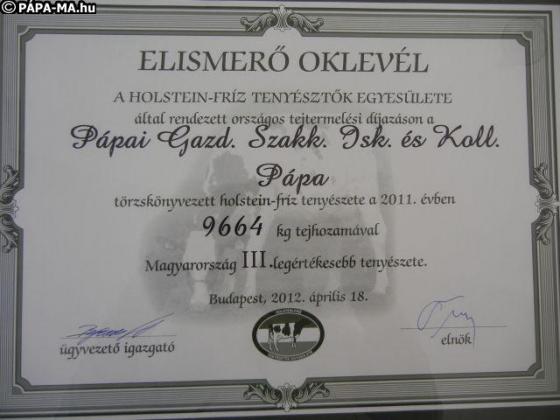 © PÁPA-MA.hu
ELISMERŐ OKLEVÉL
A HOLSTEIN-FRÍZ TENYÉSZTŐK EGYESÜLETE
által rendezett országos tejtermelési díjazáson a
Pápai Gazd. Szakk. Isk. és Koll.
Pápa
törzskönyvezett holstein-fríz tenyészete a 2011. évben
9664 kg tejhozamával
Magyarország III.legértékesebb tenyészete.
Budapest, 2012. április 18.
ügyvezető igazgató
elnök